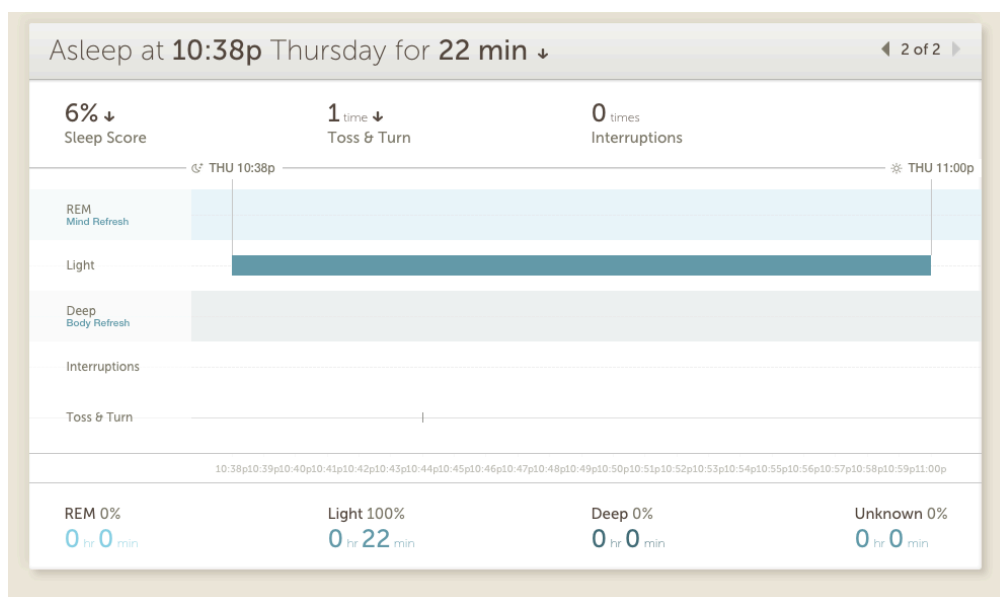 Asleep at 10:38p Thursday for 22 min ↓
2 of 2
6% ↓
Sleep Score
1 time ↓
Toss & Turn
0 times
Interruptions
THU 10:38p
THU 11:00p
REM
Mind Refresh
Light
Deep
Body Refresh
Interruptions
Toss & Turn
10:38p10:39p10:40p10:41p10:42p10:43p10:44p10:45p10:46p10:47p10:48p10:49p10:50p10:51p10:52p10:53p10:54p10:55p10:56p10:57p10:58p10:59p11:00p
REM 0%
0 hr 0 min
Light 100%
0 hr 22 min
Deep 0%
0 hr 0 min
Unknown 0%
0 hr 0 min